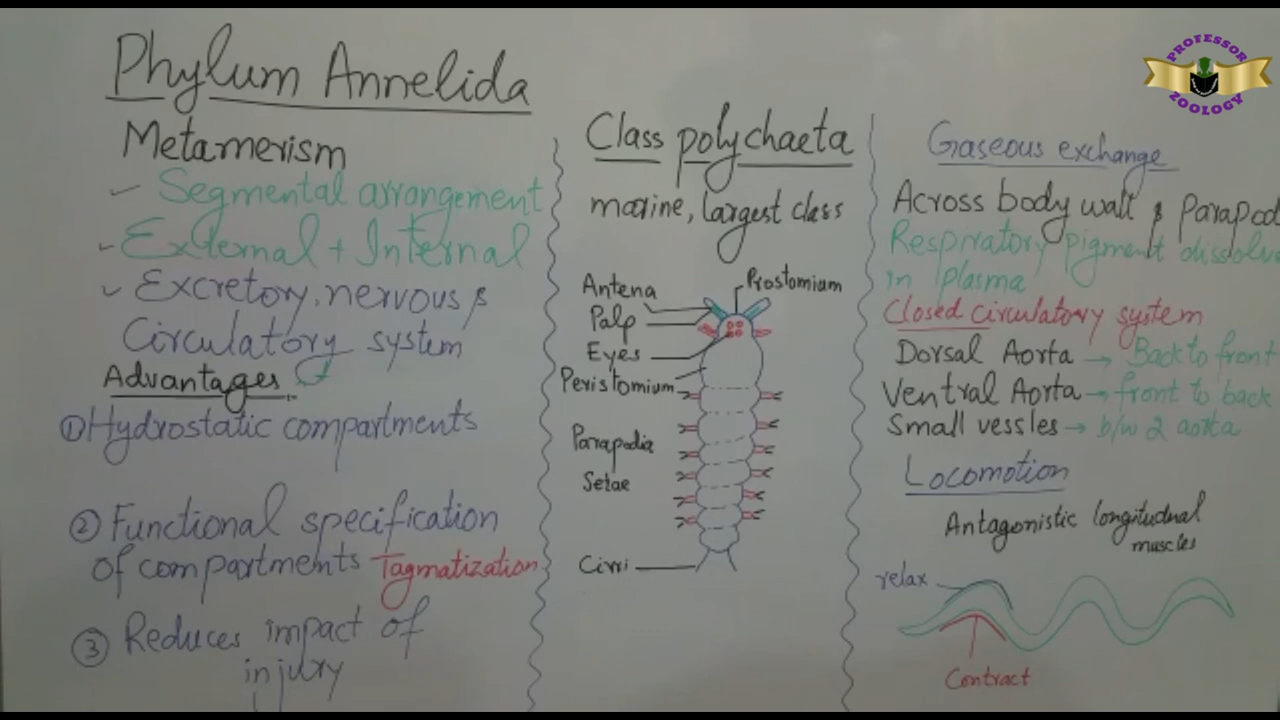 Phylum Annelida
Metamerism
Segmental arrangement
External + Internal
Excretory, nervous &
Circulatory system
Advantages
① Hydrostatic compartments
② Functional specification
of compartments Tagmatization
③ Reduces impact of
injury
Class polychaeta
marine, largest class
Antena
Prostomium
Palp
Eyes
Peristomium
Parapodia
Setae
Cirri
PROFESSOR
ZOOLOGY
Gaseous exchange
Across body wall & Parapod
Respiratory pigment dissolv
in plasma
Closed circulatory system
Dorsal Aorta → Back to front
Ventral Aorta → front to back
Small vessles → b/w 2 aorta
Locomotion
Antagonistic longitudnal
muscles
relax
Contract